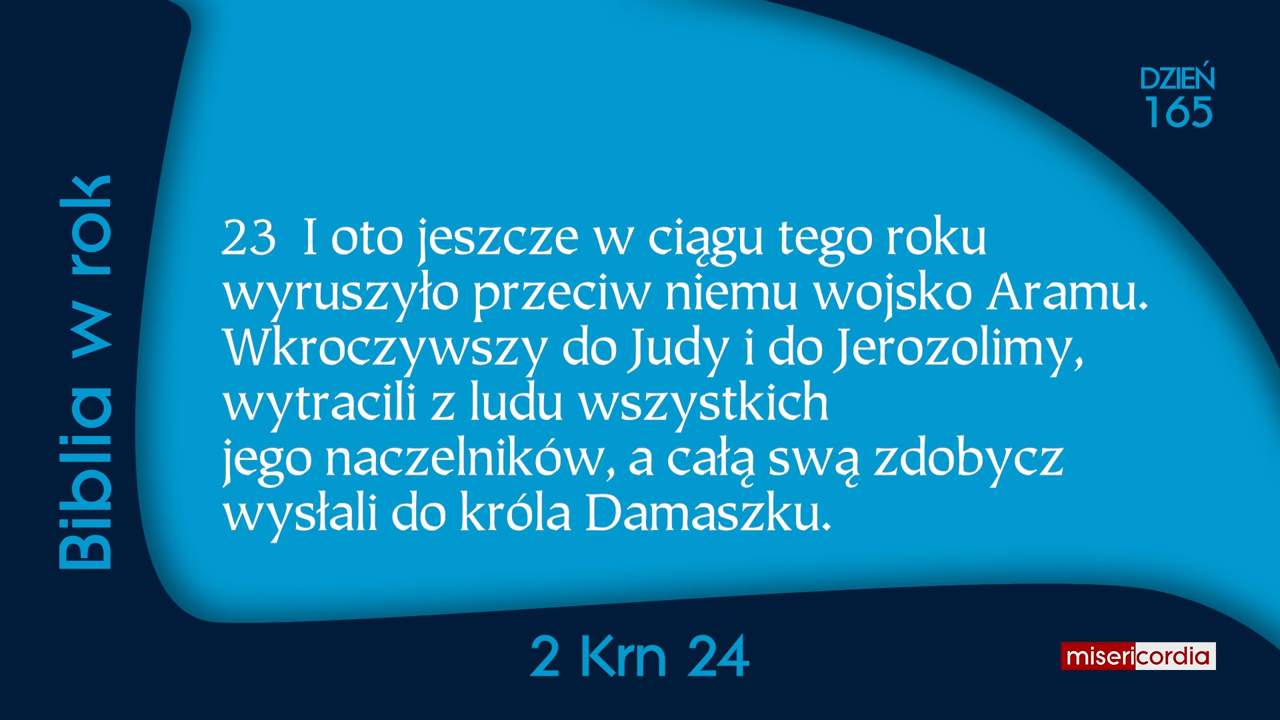 DZIEŃ
165
Biblia w rok
23 I oto jeszcze w ciągu tego roku
wyruszyło przeciw niemu wojsko Aramu.
Wkroczywszy do Judy i do Jerozolimy,
wytracili z ludu wszystkich
jego naczelników, a całą swą zdobycz
wysłali do króla Damaszku.
2 Krn 24
misericordia